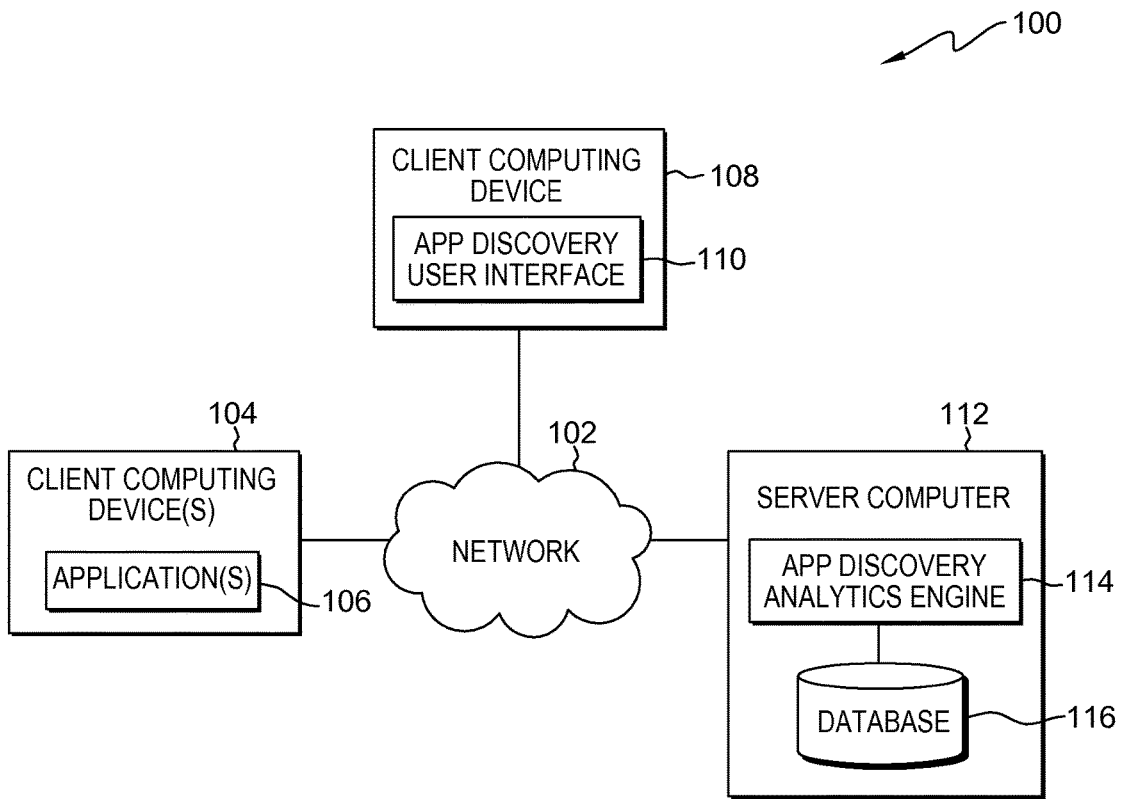 100
CLIENT COMPUTING
DEVICE
108
APP DISCOVERY
USER INTERFACE
110
104
CLIENT COMPUTING
DEVICE(S)
APPLICATION(S)
106
102
NETWORK
112
SERVER COMPUTER
APP DISCOVERY
ANALYTICS ENGINE
114
DATABASE
116